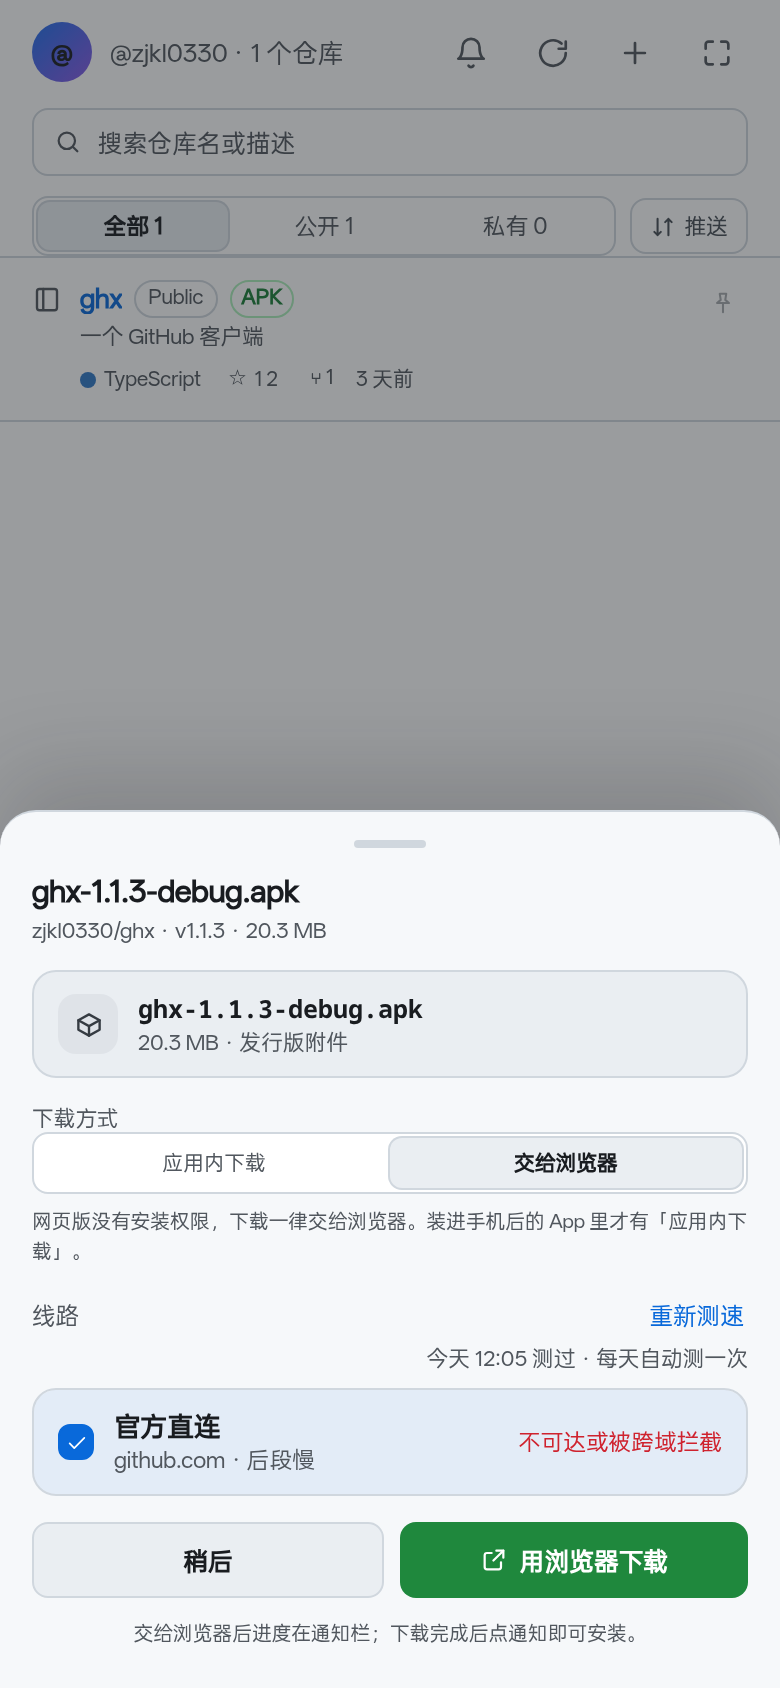 @ @zjkl0330 · 1 个仓库
搜索仓库名或描述
全部 1 公开 1 私有 0 推送
ghx Public APK
一个 GitHub 客户端
TypeScript ☆ 12 1 3 天前
ghx-1.1.3-debug.apk
zjkl0330/ghx · v1.1.3 · 20.3 MB
ghx-1.1.3-debug.apk
20.3 MB · 发行版附件
下载方式
应用内下载 交给浏览器
网页版没有安装权限，下载一律交给浏览器。装进手机后的 App 里才有「应用内下
载」。
线路 重新测速
今天 12:05 测过 · 每天自动测一次
官方直连
github.com · 后段慢 不可达或被跨域拦截
稍后 用浏览器下载
交给浏览器后进度在通知栏；下载完成后点通知即可安装。